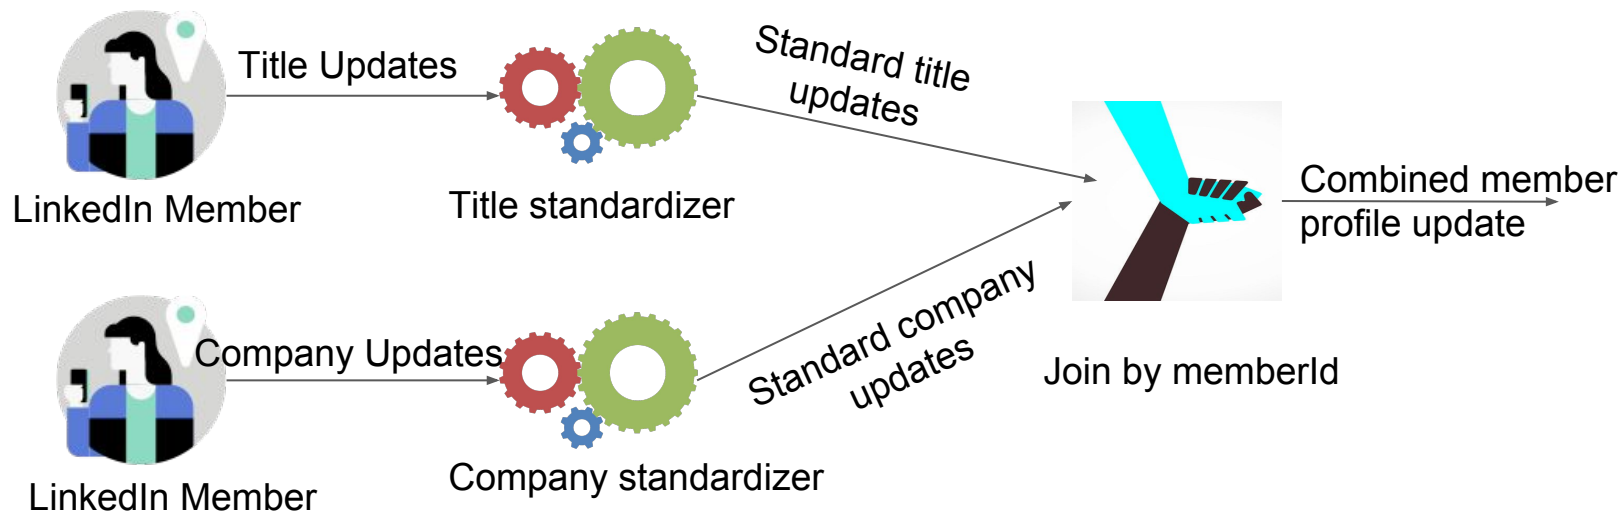 Title Updates
Standard title
updates
LinkedIn Member
Title standardizer
Combined member
profile update
Company Updates
Standard company
updates
Join by memberId
LinkedIn Member
Company standardizer